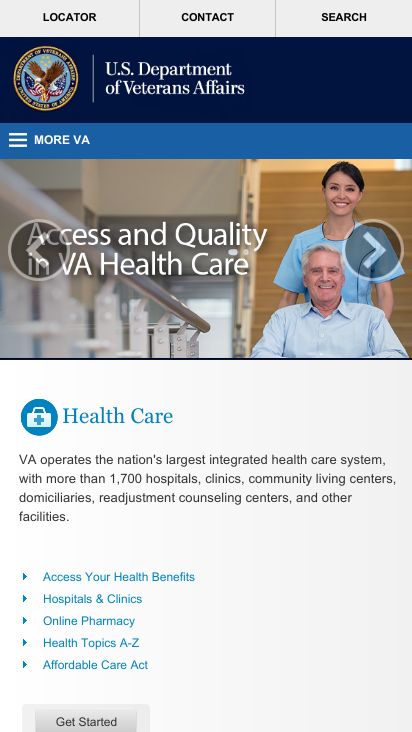 LOCATOR
CONTACT
SEARCH
U.S. Department
of Veterans Affairs
MORE VA
Access and Quality
in VA Health Care
Health Care
VA operates the nation's largest integrated health care system,
with more than 1,700 hospitals, clinics, community living centers,
domiciliaries, readjustment counseling centers, and other
facilities.
Access Your Health Benefits
Hospitals & Clinics
Online Pharmacy
Health Topics A-Z
Affordable Care Act
Get Started